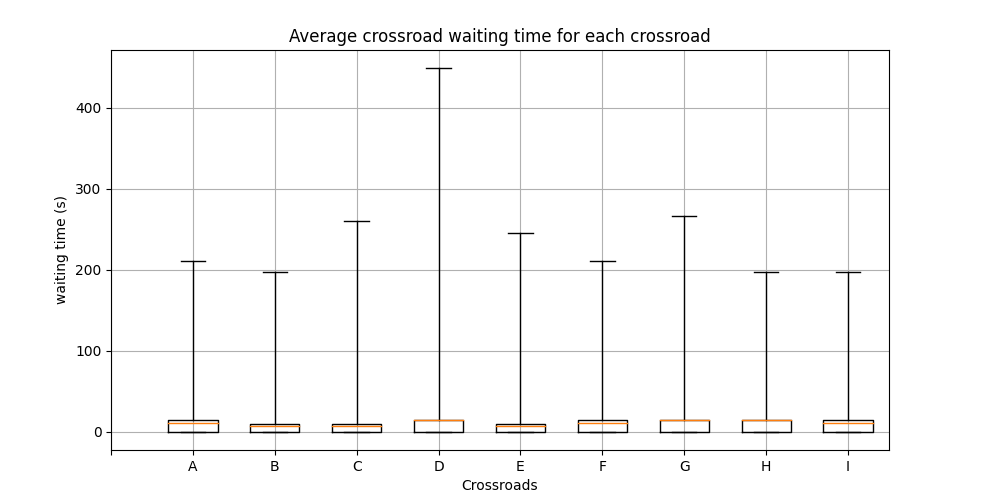 Average crossroad waiting time for each crossroad
waiting time (s)
400
300
200
100
0
A B C D E F G H I
Crossroads